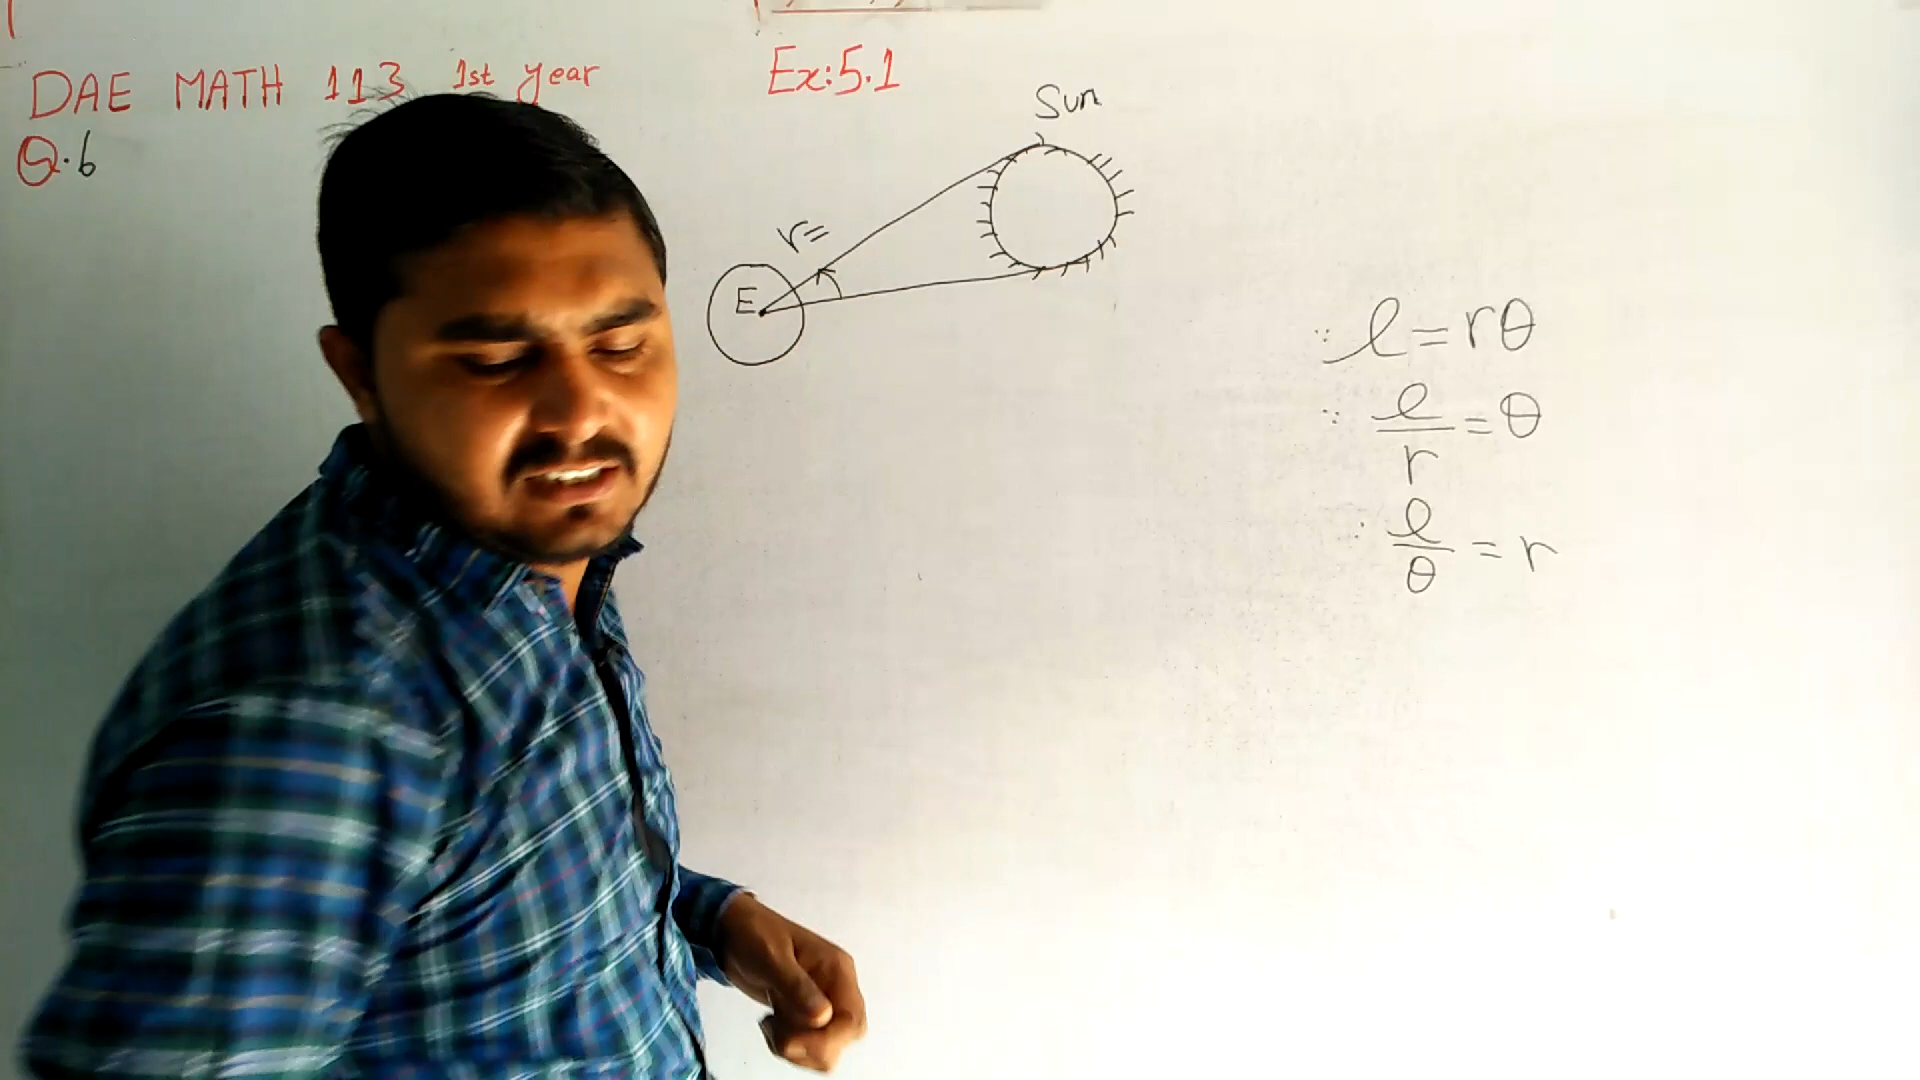 DAE MATH 113 1st year
Ex:5.1
Q.6
Sun
r=
E
∵ l=rθ
∵ l/r=θ
∵ l/θ=r